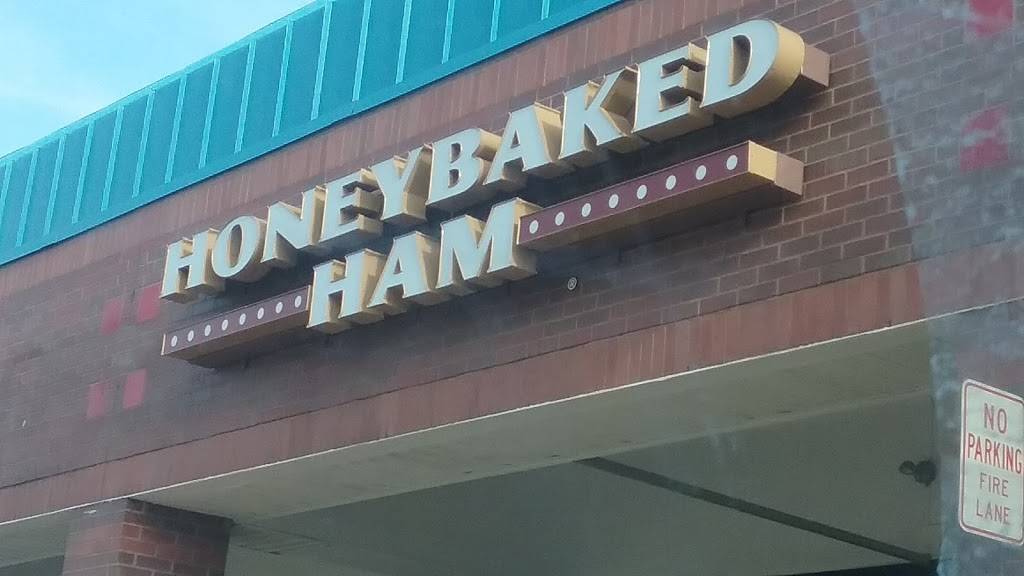 HONEYBAKED
HAM
NO
PARKING
FIRE
LANE